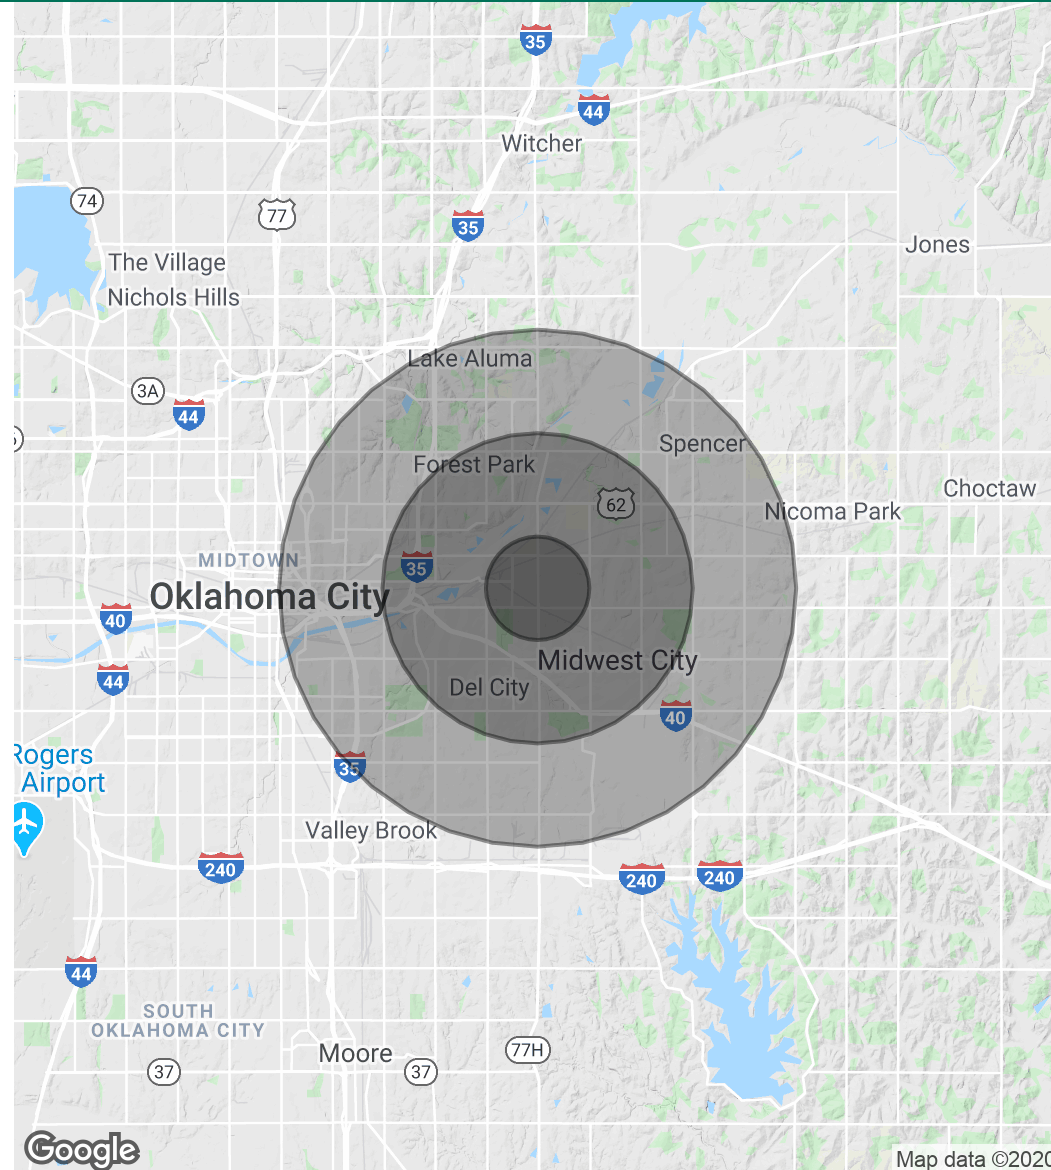 35
44
Witcher
74
77
35
Jones
The Village
Nichols Hills
Lake Aluma
3A
44
Spencer
Forest Park
Choctaw
62
Nicoma Park
MIDTOWN
35
Oklahoma City
40
Midwest City
44
Del City
40
Rogers
Airport
35
Valley Brook
240
240
240
44
SOUTH
OKLAHOMA CITY
Moore
77H
37
37
Google
Map data ©2020